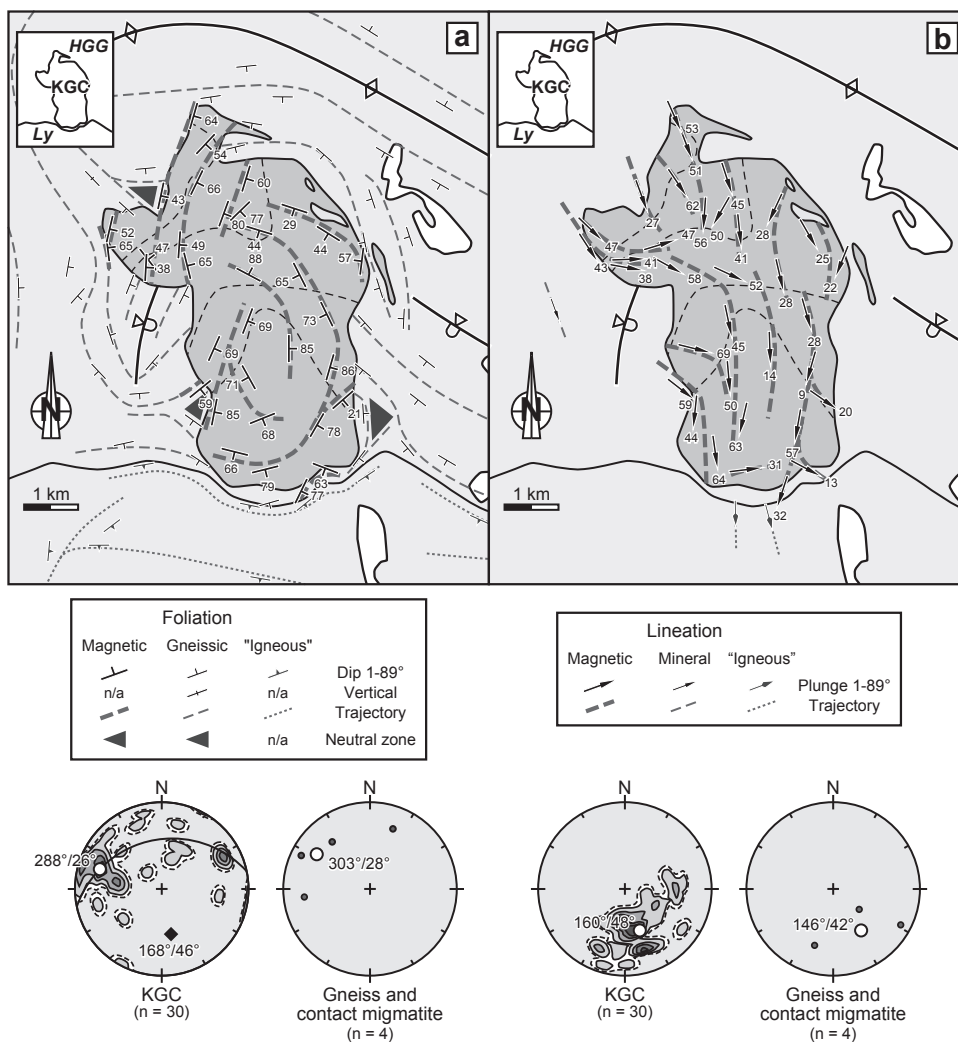 HGG
KGC
Ly
a
64
54
43
66
60
52
65
47
49
38
65
80
77
44
88
29
44
57
65
73
69
69
85
71
86
59
85
21
68
78
66
79
63
77
N
1 km
HGG
KGC
Ly
b
53
51
62
45
27
47
56
50
41
28
47
43
41
38
58
52
25
22
28
28
45
69
14
9
20
59
50
44
63
57
31
64
13
32
N
1 km
Foliation
Magnetic Gneissic "Igneous"
Dip 1-89°
n/a n/a Vertical
Trajectory
n/a Neutral zone
Lineation
Magnetic Mineral “Igneous”
Plunge 1-89°
Trajectory
N
288°/26°
168°/46°
KGC
(n = 30)
N
303°/28°
Gneiss and
contact migmatite
(n = 4)
N
160°/48°
KGC
(n = 30)
N
146°/42°
Gneiss and
contact migmatite
(n = 4)